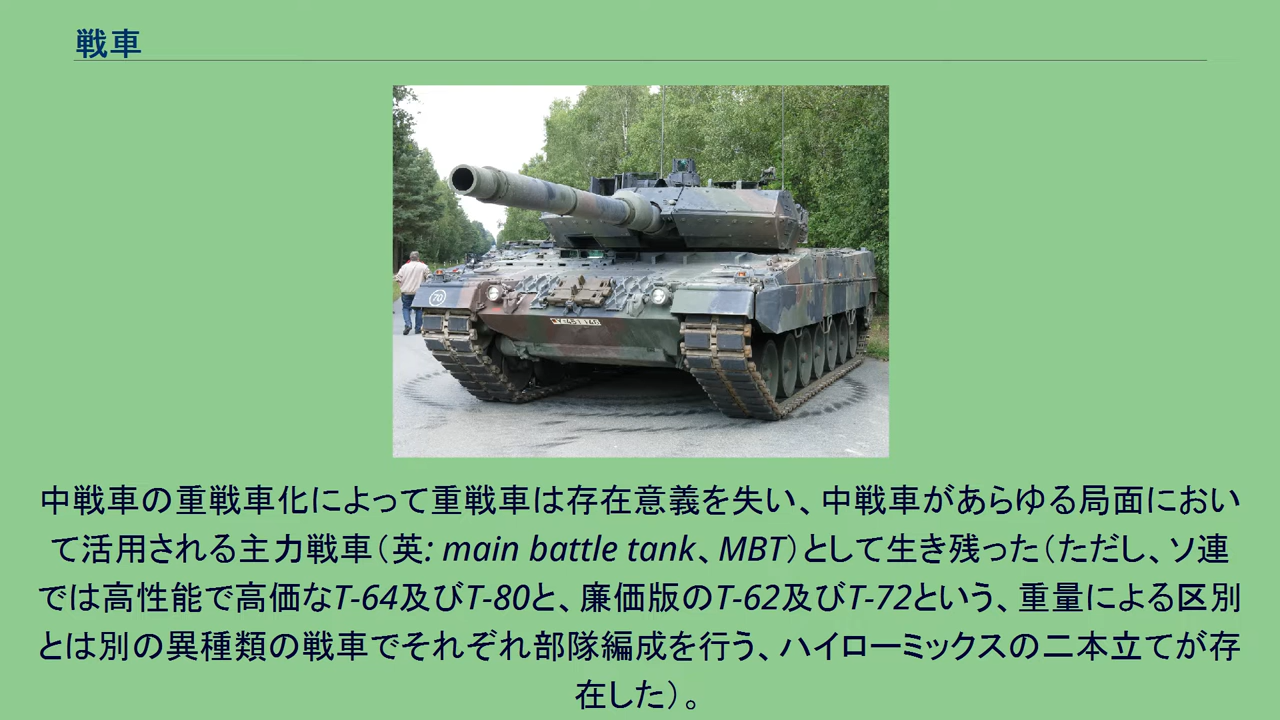 戦車
70
中戦車の重戦車化によって重戦車は存在意義を失い、中戦車があらゆる局面におい
て活用される主力戦車（英: main battle tank、MBT）として生き残った（ただし、ソ連
では高性能で高価なT-64及びT-80と、廉価版のT-62及びT-72という、重量による区別
とは別の異種類の戦車でそれぞれ部隊編成を行う、ハイローミックスの二本立てが存
在した）。